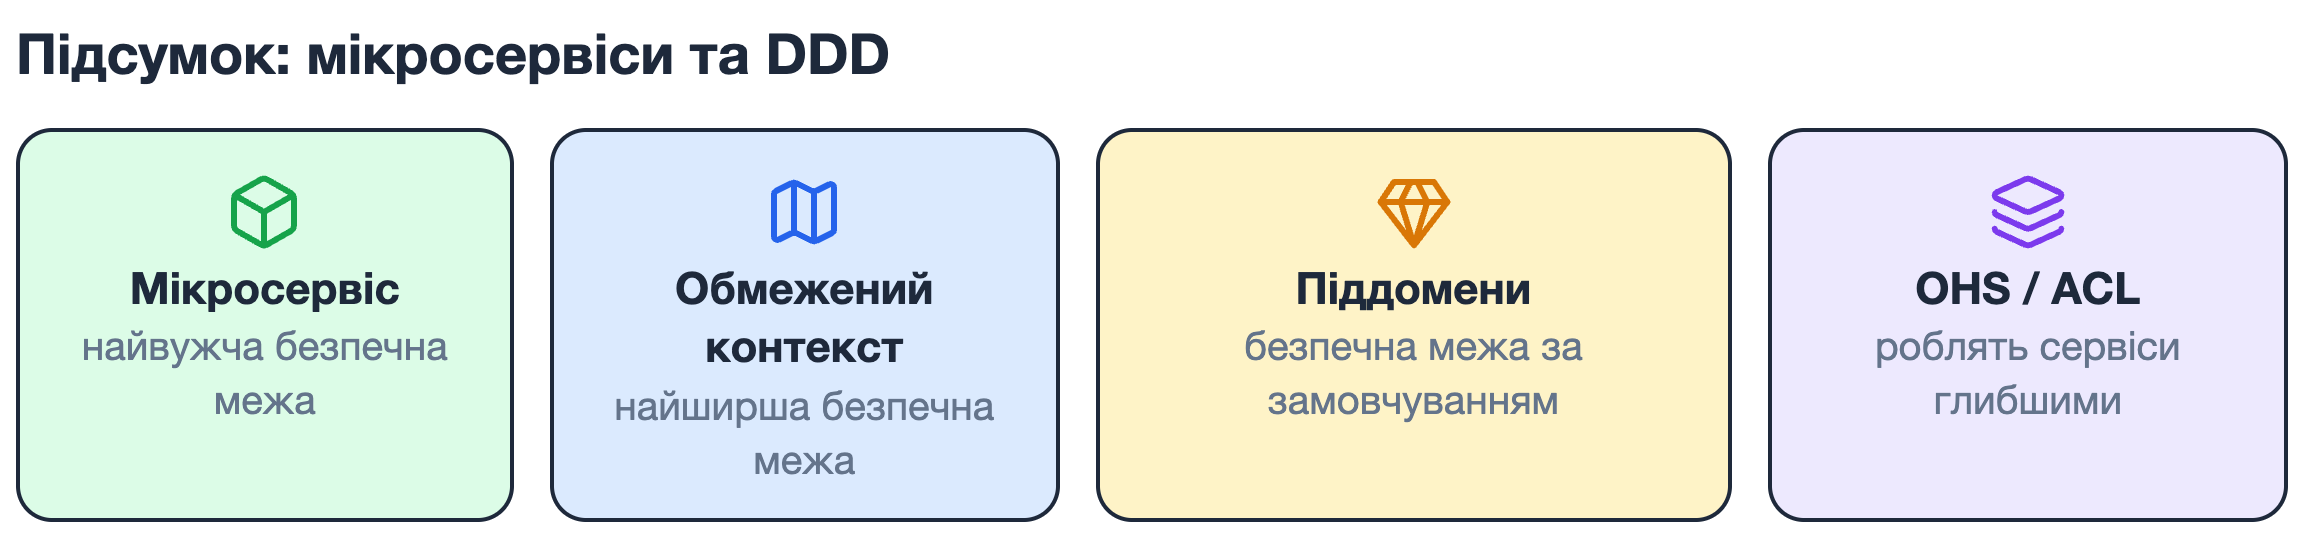 Підсумок: мікросервіси та DDD
Мікросервіс
найвужча безпечна
межа
Обмежений
контекст
найширша безпечна
межа
Піддомени
безпечна межа за
замовчуванням
OHS / ACL
роблять сервіси
глибшими